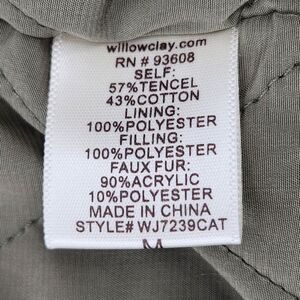 willowclay.com
RN # 93608
SELF:
57%TENCEL
43%COTTON
LINING:
100%POLYESTER
FILLING:
100%POLYESTER
FAUX FUR:
90%ACRYLIC
10%POLYESTER
MADE IN CHINA
STYLE# WJ7239CAT
M